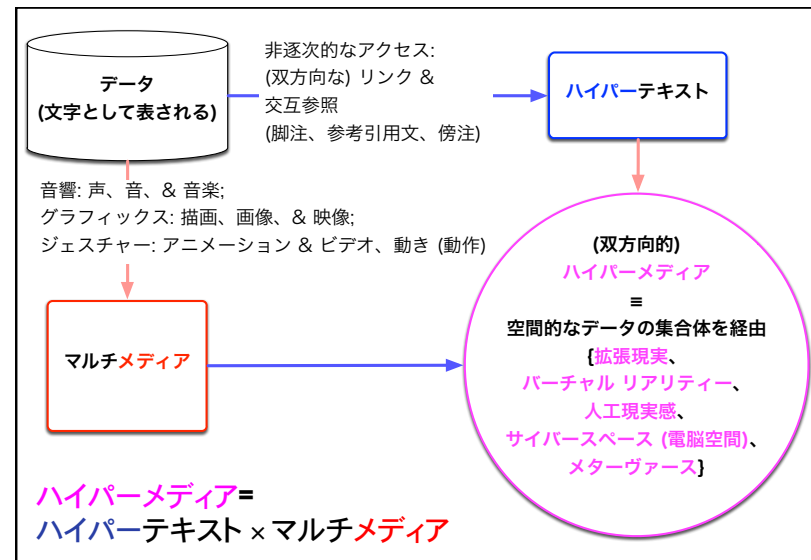 データ
(文字として表される)
非逐次的なアクセス:
(双方向な) リンク &
交互参照
(脚注、参考引用文、傍注)
ハイパーテキスト
音響: 声、音、& 音楽;
グラフィックス: 描画、画像、& 映像;
ジェスチャー: アニメーション & ビデオ、動き (動作)
マルチメディア
(双方向的)
ハイパーメディア
≡
空間的なデータの集合体を経由
{拡張現実、
バーチャル リアリティー、
人工現実感、
サイバースペース (電脳空間)、
メターヴァース}
ハイパーメディア=
ハイパーテキスト × マルチメディア